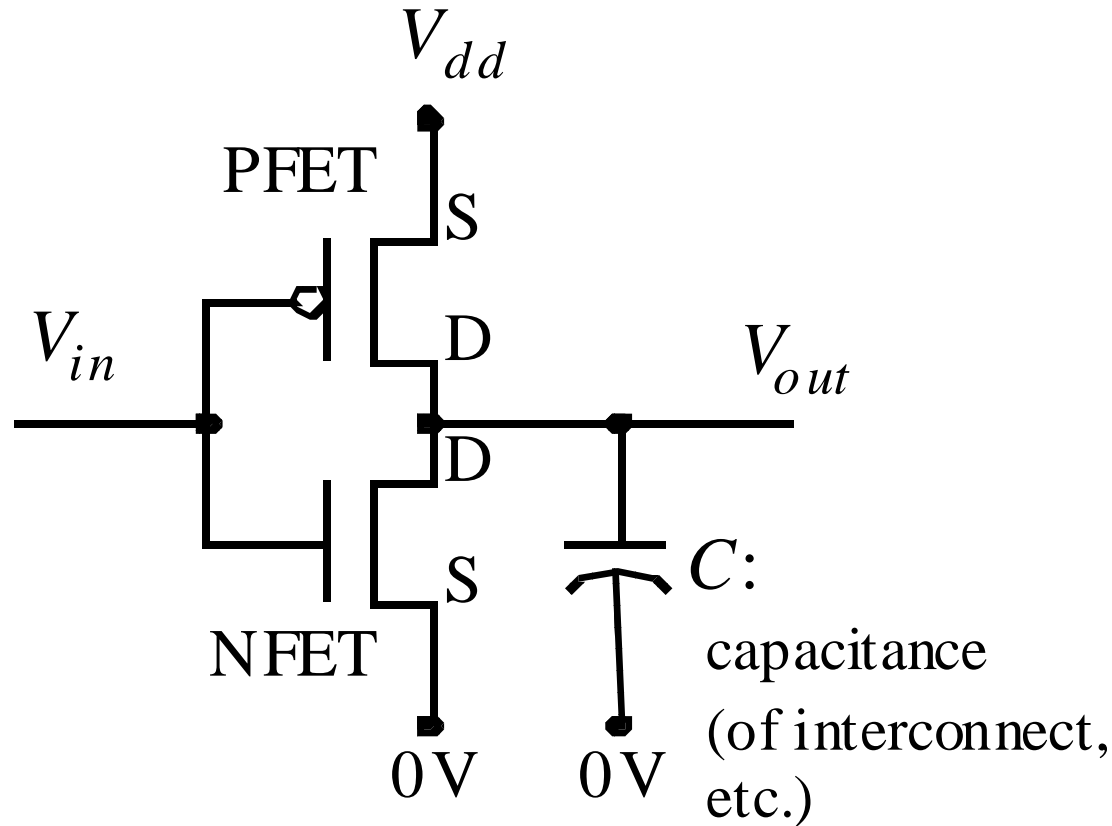 Vdd
PFET
S
Vin
D
Vout
D
C:
S
NFET
capacitance
(of interconnect,
0V
0V
etc.)